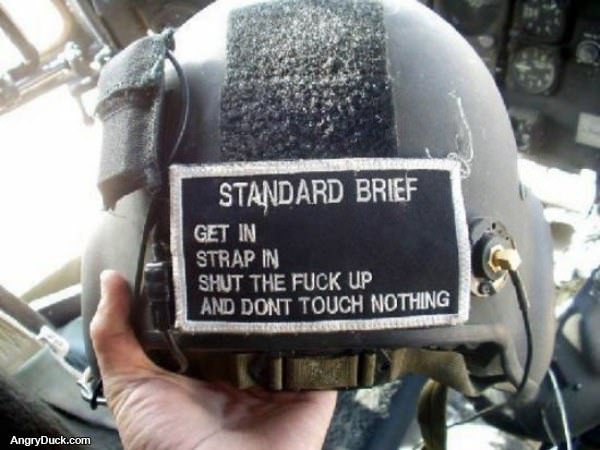 STANDARD BRIEF
GET IN
STRAP IN
SHUT THE FUCK UP
AND DONT TOUCH NOTHING
AngryDuck.com